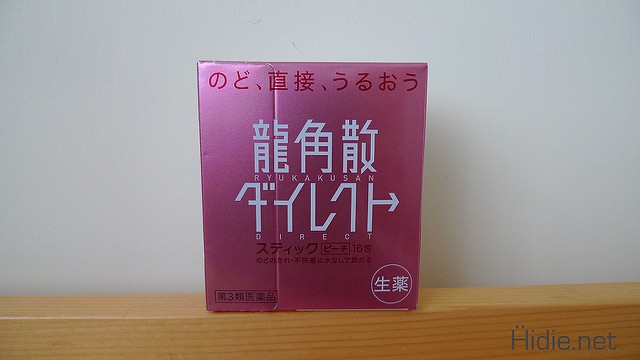 のど、直接、うるおう
龍角散
RYUKAKUSAN
ダイレクト
DIRECT
スティック ピーチ 16包
のどのあれ・不快感に水なしで飲める
生薬
第3類医薬品
Hidie.net